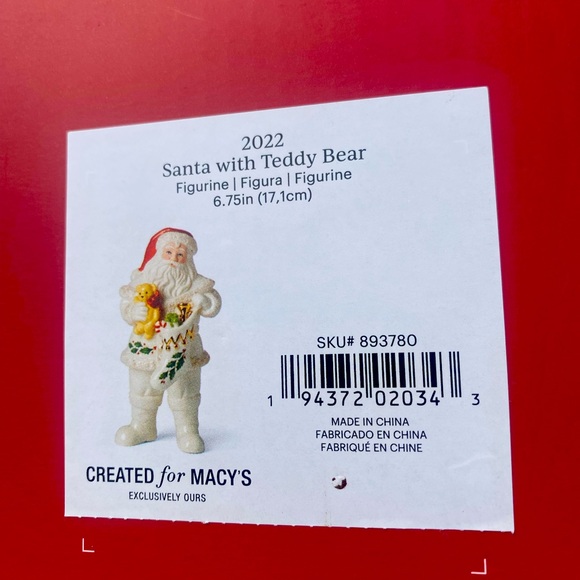 2022
Santa with Teddy Bear
Figurine | Figura | Figurine
6.75in (17,1cm)
SKU# 893780
1 94372 02034 3
MADE IN CHINA
FABRICADO EN CHINA
FABRIQUÉ EN CHINE
CREATED for MACY'S
EXCLUSIVELY OURS